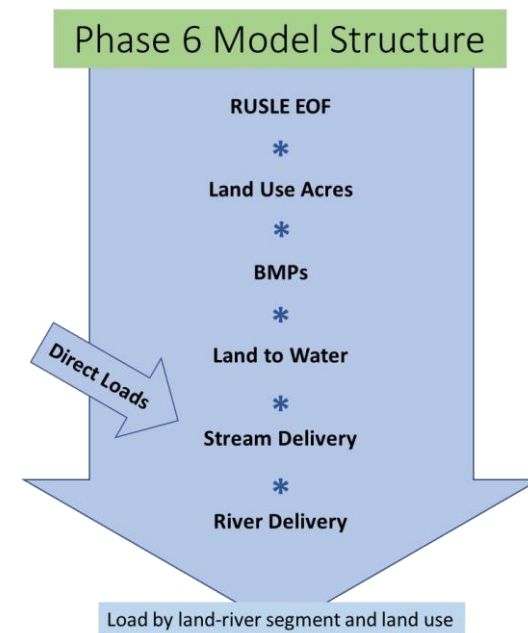 Phase 6 Model Structure
RUSLE EOF
*
Land Use Acres
*
BMPs
*
Land to Water
*
Direct Loads
Stream Delivery
*
River Delivery
Load by land-river segment and land use